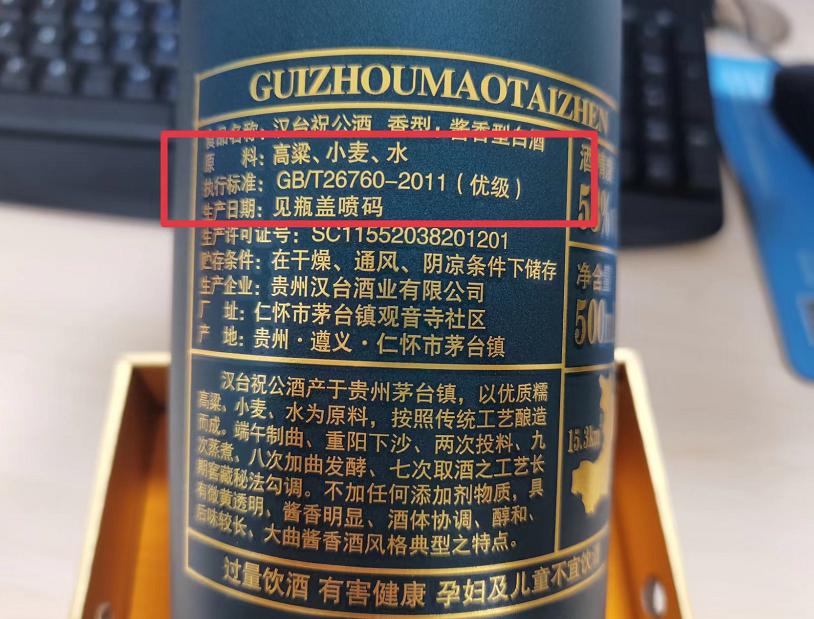 GUIZHOUMAOTAIZHEN
食品名称：汉台祝公酒 香型：酱香型白酒
原 料：高粱、小麦、水
执行标准：GB/T26760-2011（优级）
生产日期：见瓶盖喷码
生产许可证号：SC11552038201201
贮存条件：在干燥、通风、阴凉条件下储存
生产企业：贵州汉台酒业有限公司
厂 址：仁怀市茅台镇观音寺社区
产 地：贵州·遵义·仁怀市茅台镇
酒精
53%
净含量
500ml
汉台祝公酒产于贵州茅台镇，以优质糯
高粱、小麦、水为原料，按照传统工艺酿造
而成。端午制曲、重阳下沙、两次投料、九
次蒸煮、八次加曲发酵、七次取酒之工艺长
期窖藏秘法勾调。不加任何添加剂物质，具
有微黄透明、酱香明显、酒体协调、醇和、
后味较长、大曲酱香酒风格典型之特点。
15.3km
过量饮酒 有害健康 孕妇及儿童不宜饮